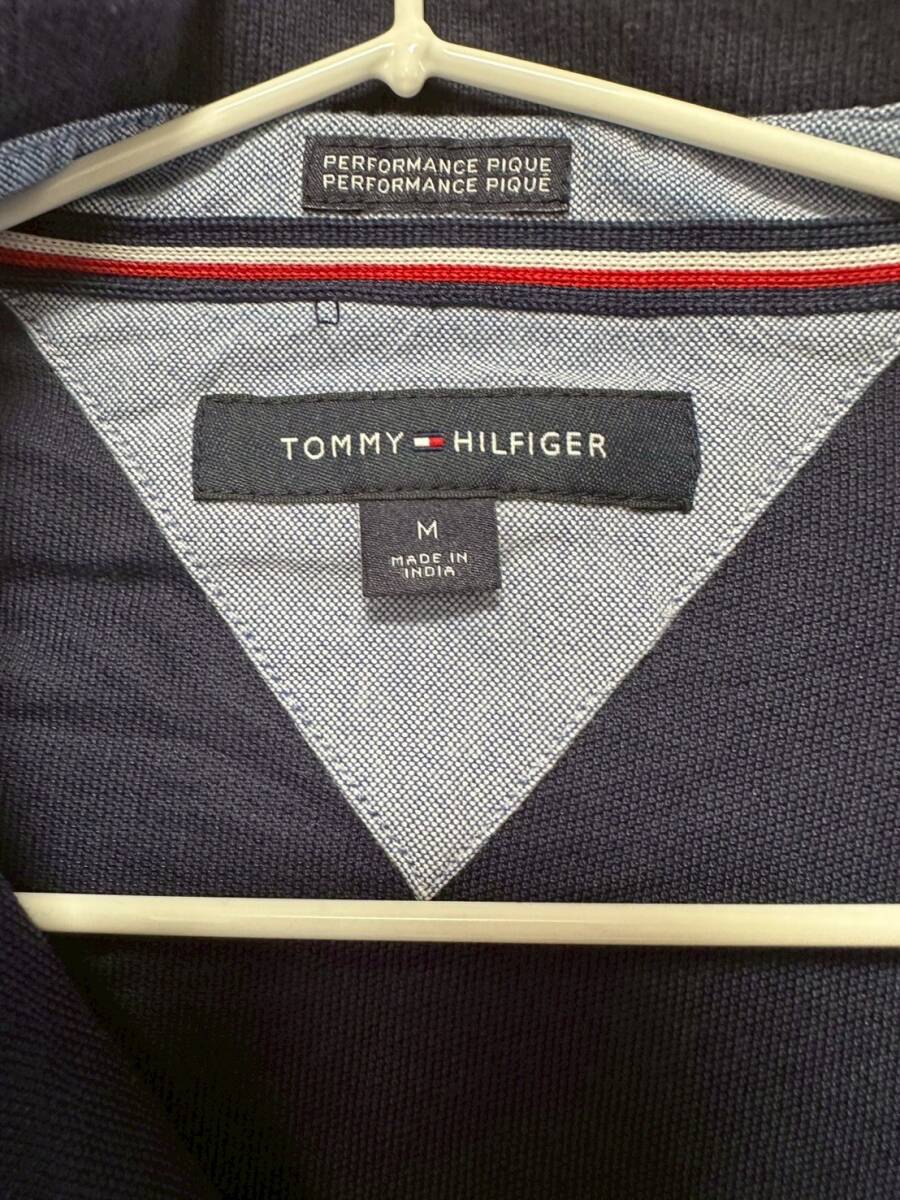 PERFORMANCE PIQUE
PERFORMANCE PIQUÉ
TOMMY HILFIGER
M
MADE IN
INDIA